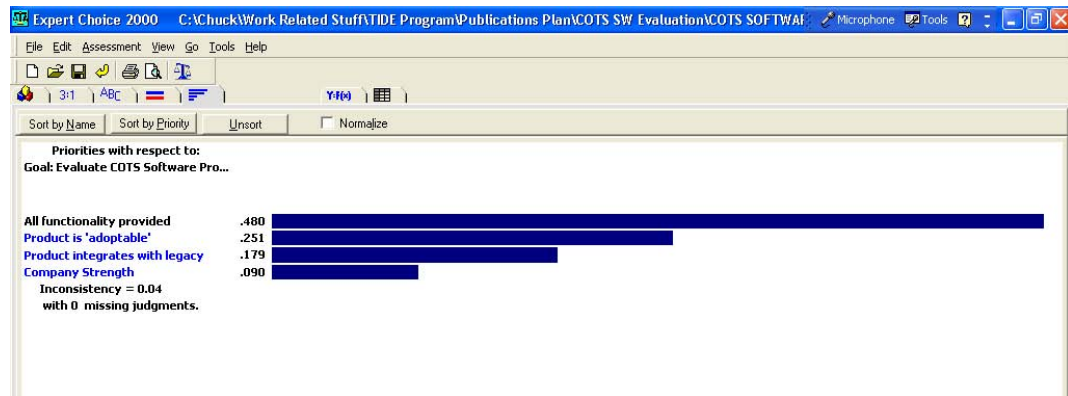 Expert Choice 2000 C:\Chuck\Work Related Stuff\TIDE Program\Publications Plan\COTS SW Evaluation\COTS SOFTWAR Microphone Tools
File Edit Assessment View Go Tools Help
3:1 ABC Y:F(x)
Sort by Name Sort by Priority Unsort Normalize
Priorities with respect to:
Goal: Evaluate COTS Software Pro...
All functionality provided .480
Product is 'adoptable' .251
Product integrates with legacy .179
Company Strength .090
Inconsistency = 0.04
with 0 missing judgments.